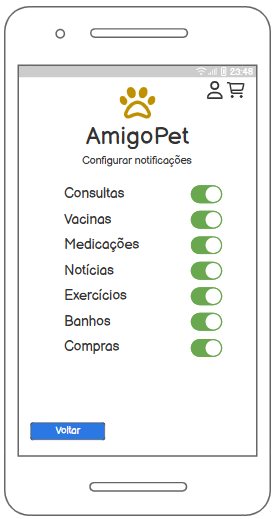 23:48
AmigoPet
Configurar notificações
Consultas
Vacinas
Medicações
Notícias
Exercícios
Banhos
Compras
Voltar